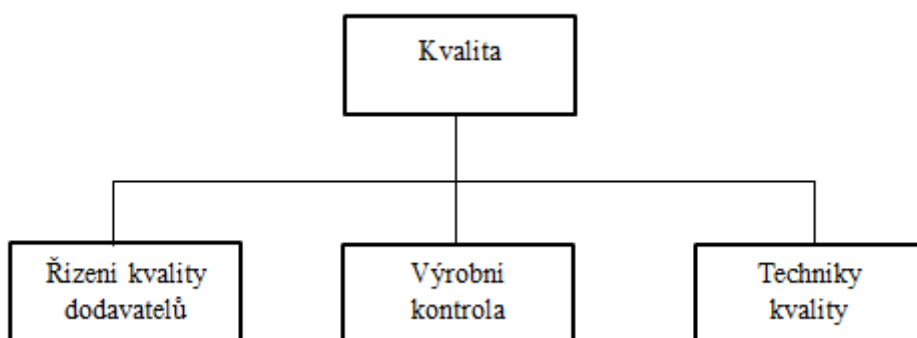 Kvalita
Řízení kvality
dodavatelů
Výrobní
kontrola
Techniky
kvality